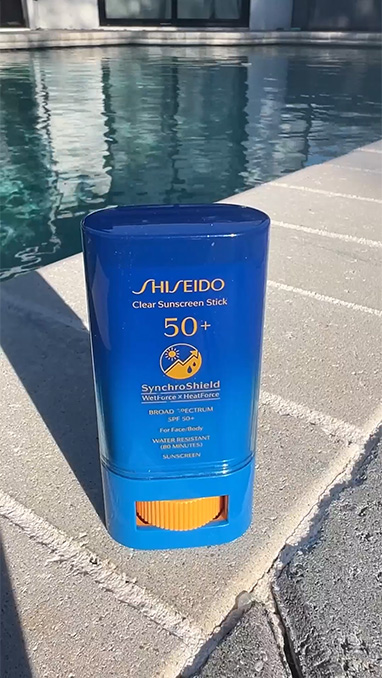 SHISEIDO
Clear Sunscreen Stick
50+
SynchroShield
WetForce × HeatForce
BROAD SPECTRUM
SPF 50+
For Face/Body
WATER RESISTANT
(80 MINUTES)
SUNSCREEN